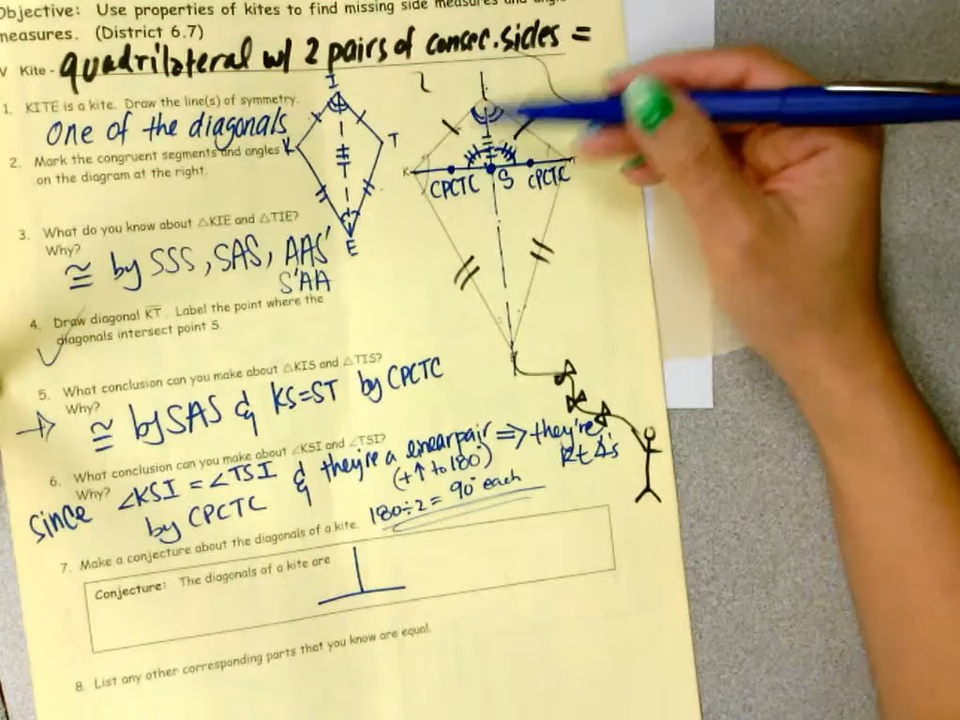 Objective: Use properties of kites to find missing side measures and angle
measures. (District 6.7)
V Kite - quadrilateral w/ 2 pairs of consec. sides =
1. KITE is a kite. Draw the line(s) of symmetry.
One of the diagonals
2. Mark the congruent segments and angles
on the diagram at the right.
I
K
T
E
K
CPCTC S CPCTC
3. What do you know about △KIE and △TIE?
Why?
≅ by SSS, SAS, AAS'
S'AA
4. Draw diagonal KT. Label the point where the
diagonals intersect point S.
5. What conclusion can you make about △KIS and △TIS?
Why?
≅ by SAS & KS=ST by CPCTC
6. What conclusion can you make about ∠KSI and ∠TSI?
Why?
since ∠KSI = ∠TSI & they're a linear pair ⇒ they're
by CPCTC (+↑ to 180°) Rt ∠'s
180÷2 = 90° each
7. Make a conjecture about the diagonals of a kite.
Conjecture: The diagonals of a kite are ⊥
8. List any other corresponding parts that you know are equal.